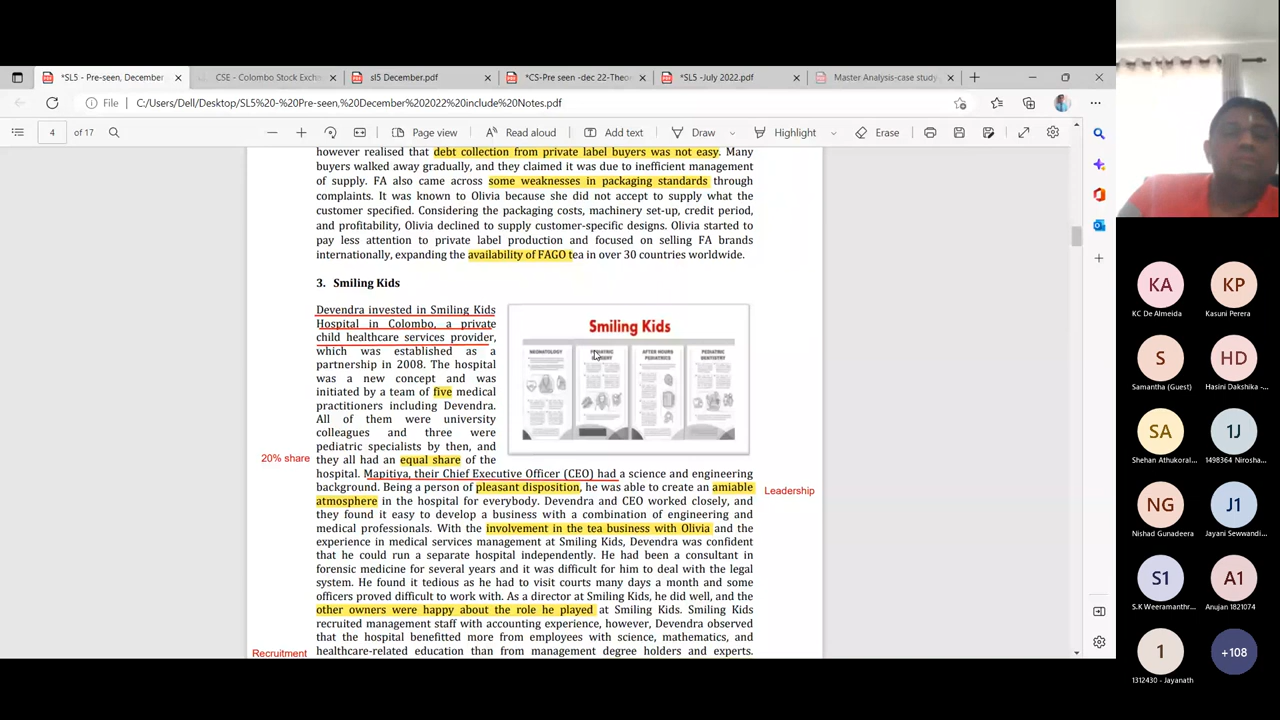 *SL5 - Pre-seen, December
CSE - Colombo Stock Excha
sl5 December.pdf
*CS-Pre seen -dec 22-Theor
*SL5 -July 2022.pdf
Master Analysis-case study
File
C:/Users/Dell/Desktop/SL5%20-%20Pre-seen,%20December%202022%20include%20Notes.pdf
4 of 17
Page view
Read aloud
Add text
Draw
Highlight
Erase
however realised that debt collection from private label buyers was not easy. Many
buyers walked away gradually, and they claimed it was due to inefficient management
of supply. FA also came across some weaknesses in packaging standards through
complaints. It was known to Olivia because she did not accept to supply what the
customer specified. Considering the packaging costs, machinery set-up, credit period,
and profitability, Olivia declined to supply customer-specific designs. Olivia started to
pay less attention to private label production and focused on selling FA brands
internationally, expanding the availability of FAGO tea in over 30 countries worldwide.
3. Smiling Kids
Devendra invested in Smiling Kids
Hospital in Colombo, a private
child healthcare services provider,
which was established as a
partnership in 2008. The hospital
was a new concept and was
initiated by a team of five medical
practitioners including Devendra.
All of them were university
colleagues and three were
pediatric specialists by then, and
they all had an equal share of the
hospital. Manitiya, their Chief Executive Officer (CEO) had a science and engineering
background. Being a person of pleasant disposition, he was able to create an amiable
atmosphere in the hospital for everybody. Devendra and CEO worked closely, and
they found it easy to develop a business with a combination of engineering and
medical professionals. With the involvement in the tea business with Olivia and the
experience in medical services management at Smiling Kids, Devendra was confident
that he could run a separate hospital independently. He had been a consultant in
forensic medicine for several years and it was difficult for him to deal with the legal
system. He found it tedious as he had to visit courts many days a month and some
officers proved difficult to work with. As a director at Smiling Kids, he did well, and the
other owners were happy about the role he played at Smiling Kids. Smiling Kids
recruited management staff with accounting experience, however, Devendra observed
that the hospital benefitted more from employees with science, mathematics, and
healthcare-related education than from management degree holders and experts.
Smiling Kids
NEONATOLOGY
PEDIATRIC
AFTER HOURS
PEDIATRICS
PEDIATRIC
DENTISTRY
20% share
Leadership
Recruitment
KA
KC De Almeida
KP
Kasuni Perera
S
Samantha (Guest)
HD
Hasini Dakshika -...
SA
Shehan Athukoral...
1J
1498364 Nirosha...
NG
Nishad Gunadeera
J1
Jayani Sewwandi...
S1
S.K Weeramanthr...
A1
Anujan 1821074
1
1312430 - Jayanath
+108